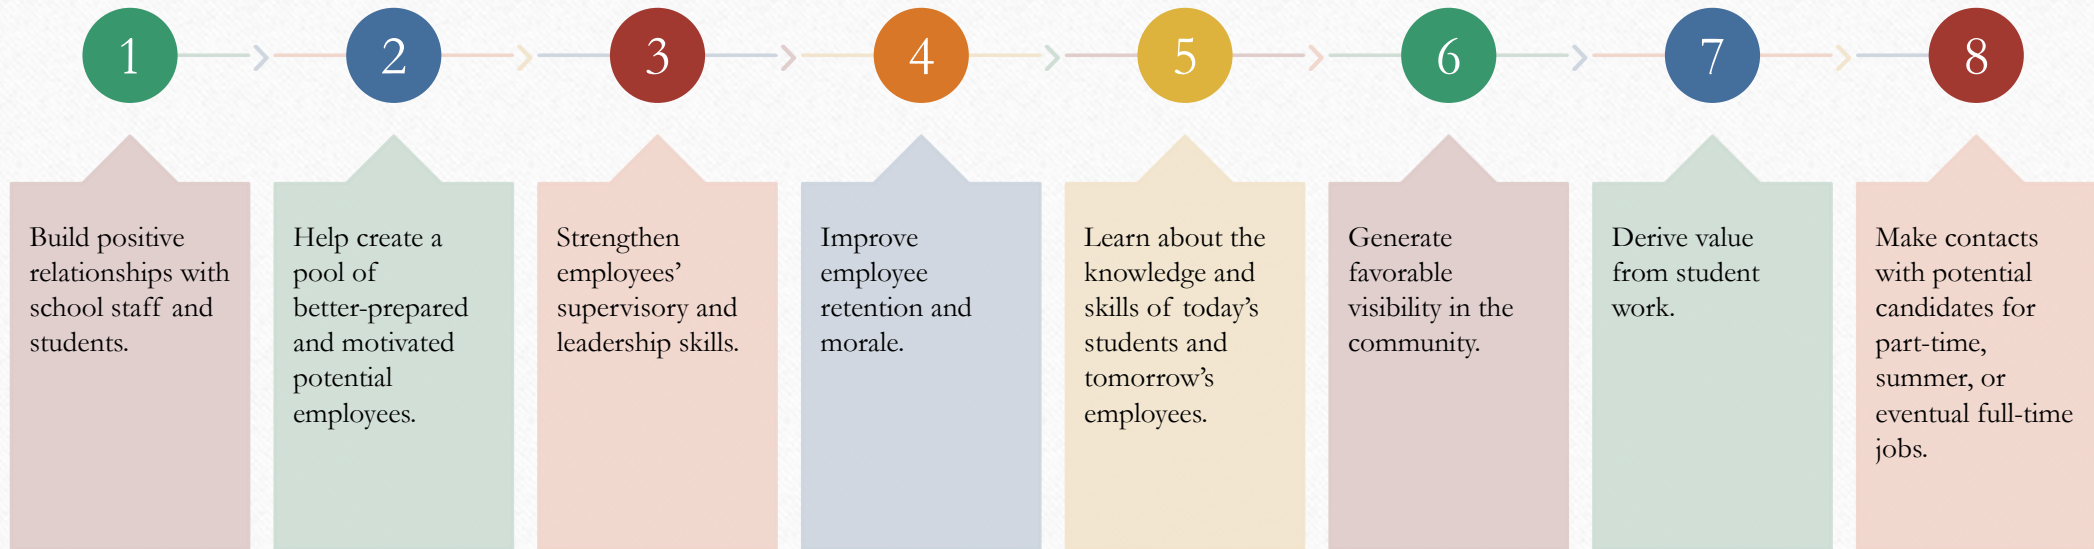 1
Build positive
relationships with
school staff and
students.
2
Help create a
pool of
better-prepared
and motivated
potential
employees.
3
Strengthen
employees’
supervisory and
leadership skills.
4
Improve
employee
retention and
morale.
5
Learn about the
knowledge and
skills of today’s
students and
tomorrow’s
employees.
6
Generate
favorable
visibility in the
community.
7
Derive value
from student
work.
8
Make contacts
with potential
candidates for
part-time,
summer, or
eventual full-time
jobs.